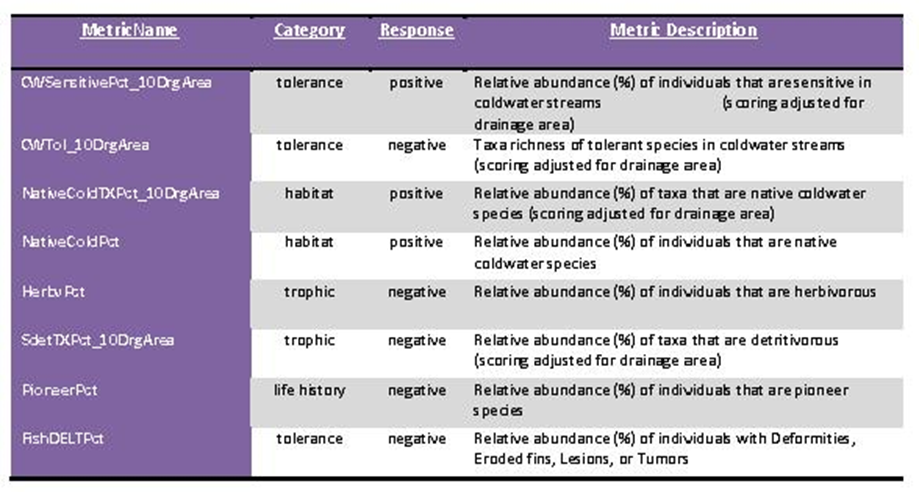 MetricName Category Response Metric Description
CWSensitivePct_10DrgArea tolerance positive Relative abundance (%) of individuals that are sensitive in
coldwater streams (scoring adjusted for
drainage area)
CWTol_10DrgArea tolerance negative Taxa richness of tolerant species in coldwater streams
(scoring adjusted for drainage area)
NativeColdTXPct_10DrgArea habitat positive Relative abundance (%) of taxa that are native coldwater
species (scoring adjusted for drainage area)
NativeColdPct habitat positive Relative abundance (%) of individuals that are native
coldwater species
HerbvPct trophic negative Relative abundance (%) of individuals that are herbivorous
SdetTXPct_10DrgArea trophic negative Relative abundance (%) of taxa that are detritivorous
(scoring adjusted for drainage area)
PioneerPct life history negative Relative abundance (%) of individuals that are pioneer
species
FishDELTPct tolerance negative Relative abundance (%) of individuals with Deformities,
Eroded fins, Lesions, or Tumors